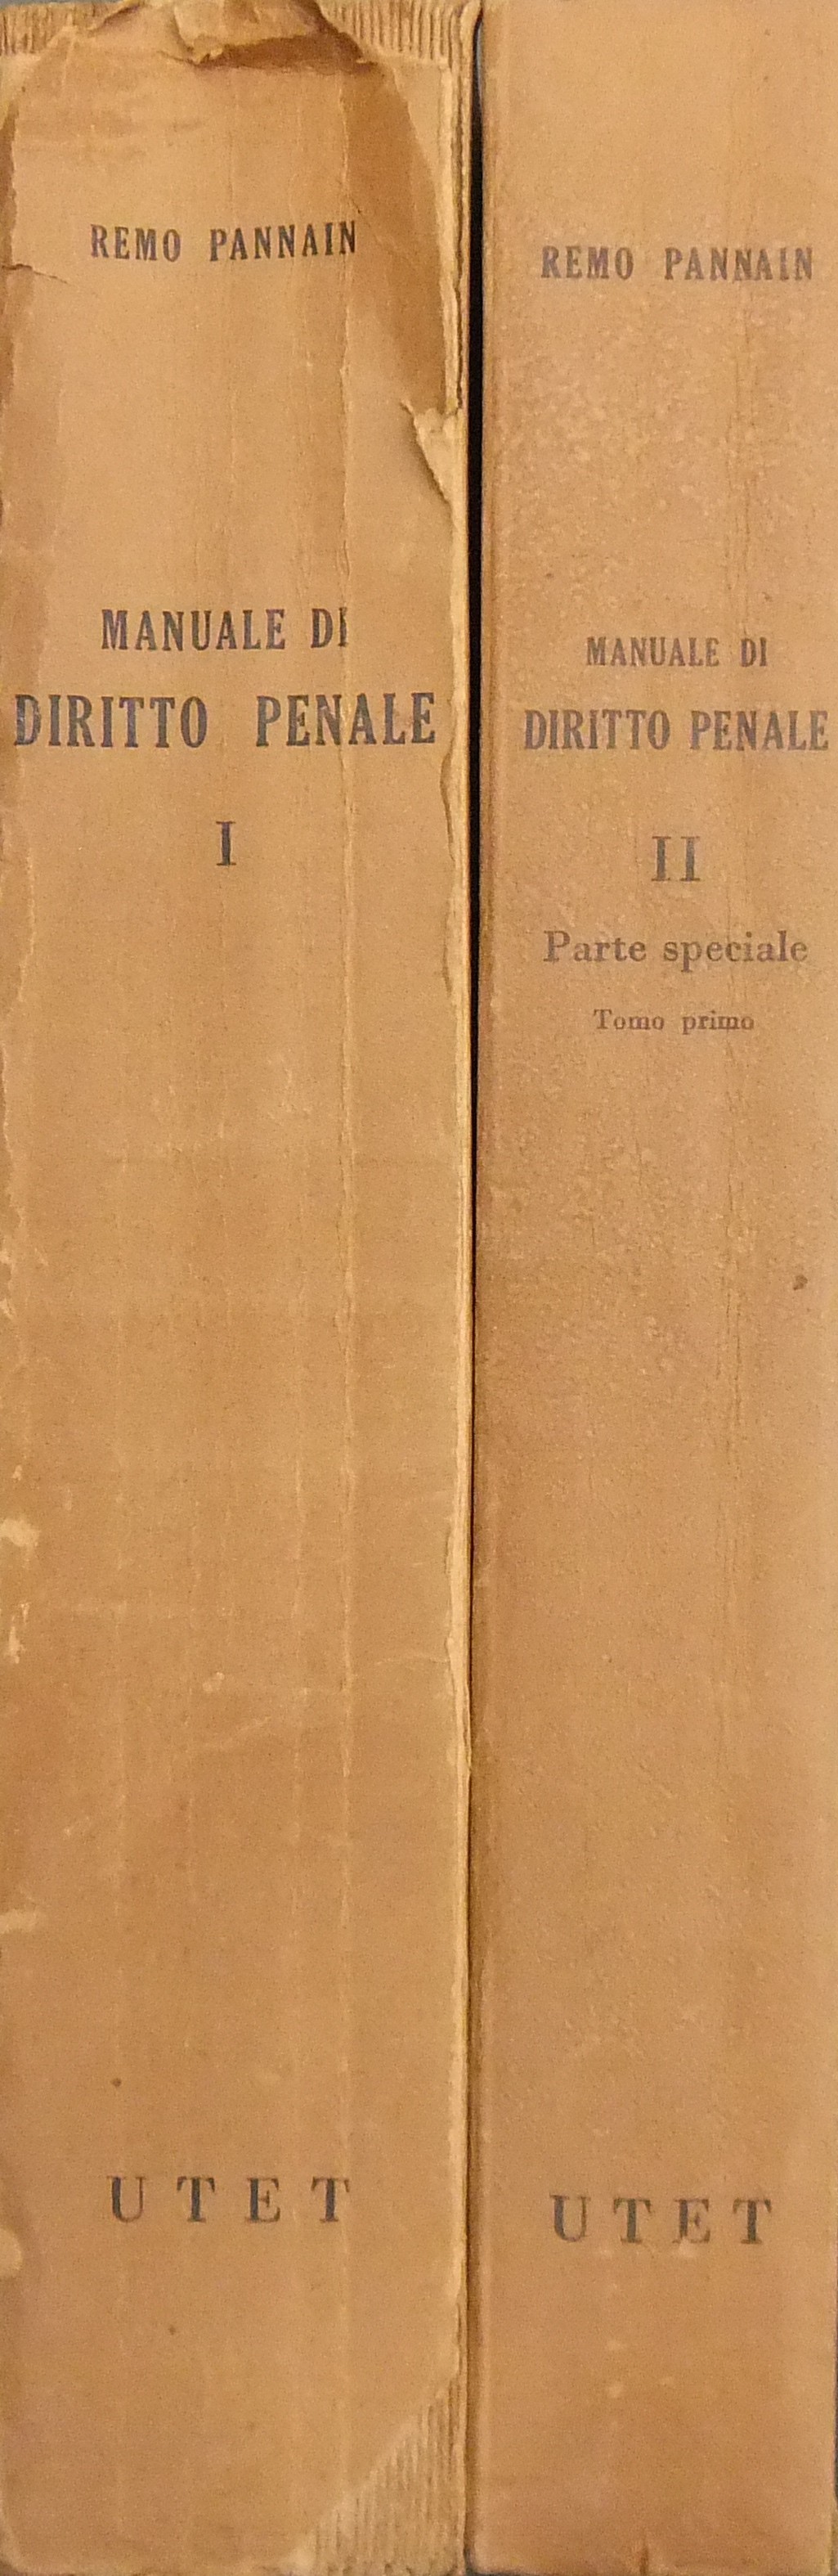 REMO PANNAIN
MANUALE DI
DIRITTO PENALE
I
UTET
REMO PANNAIN
MANUALE DI
DIRITTO PENALE
II
Parte speciale
Tomo primo
UTET